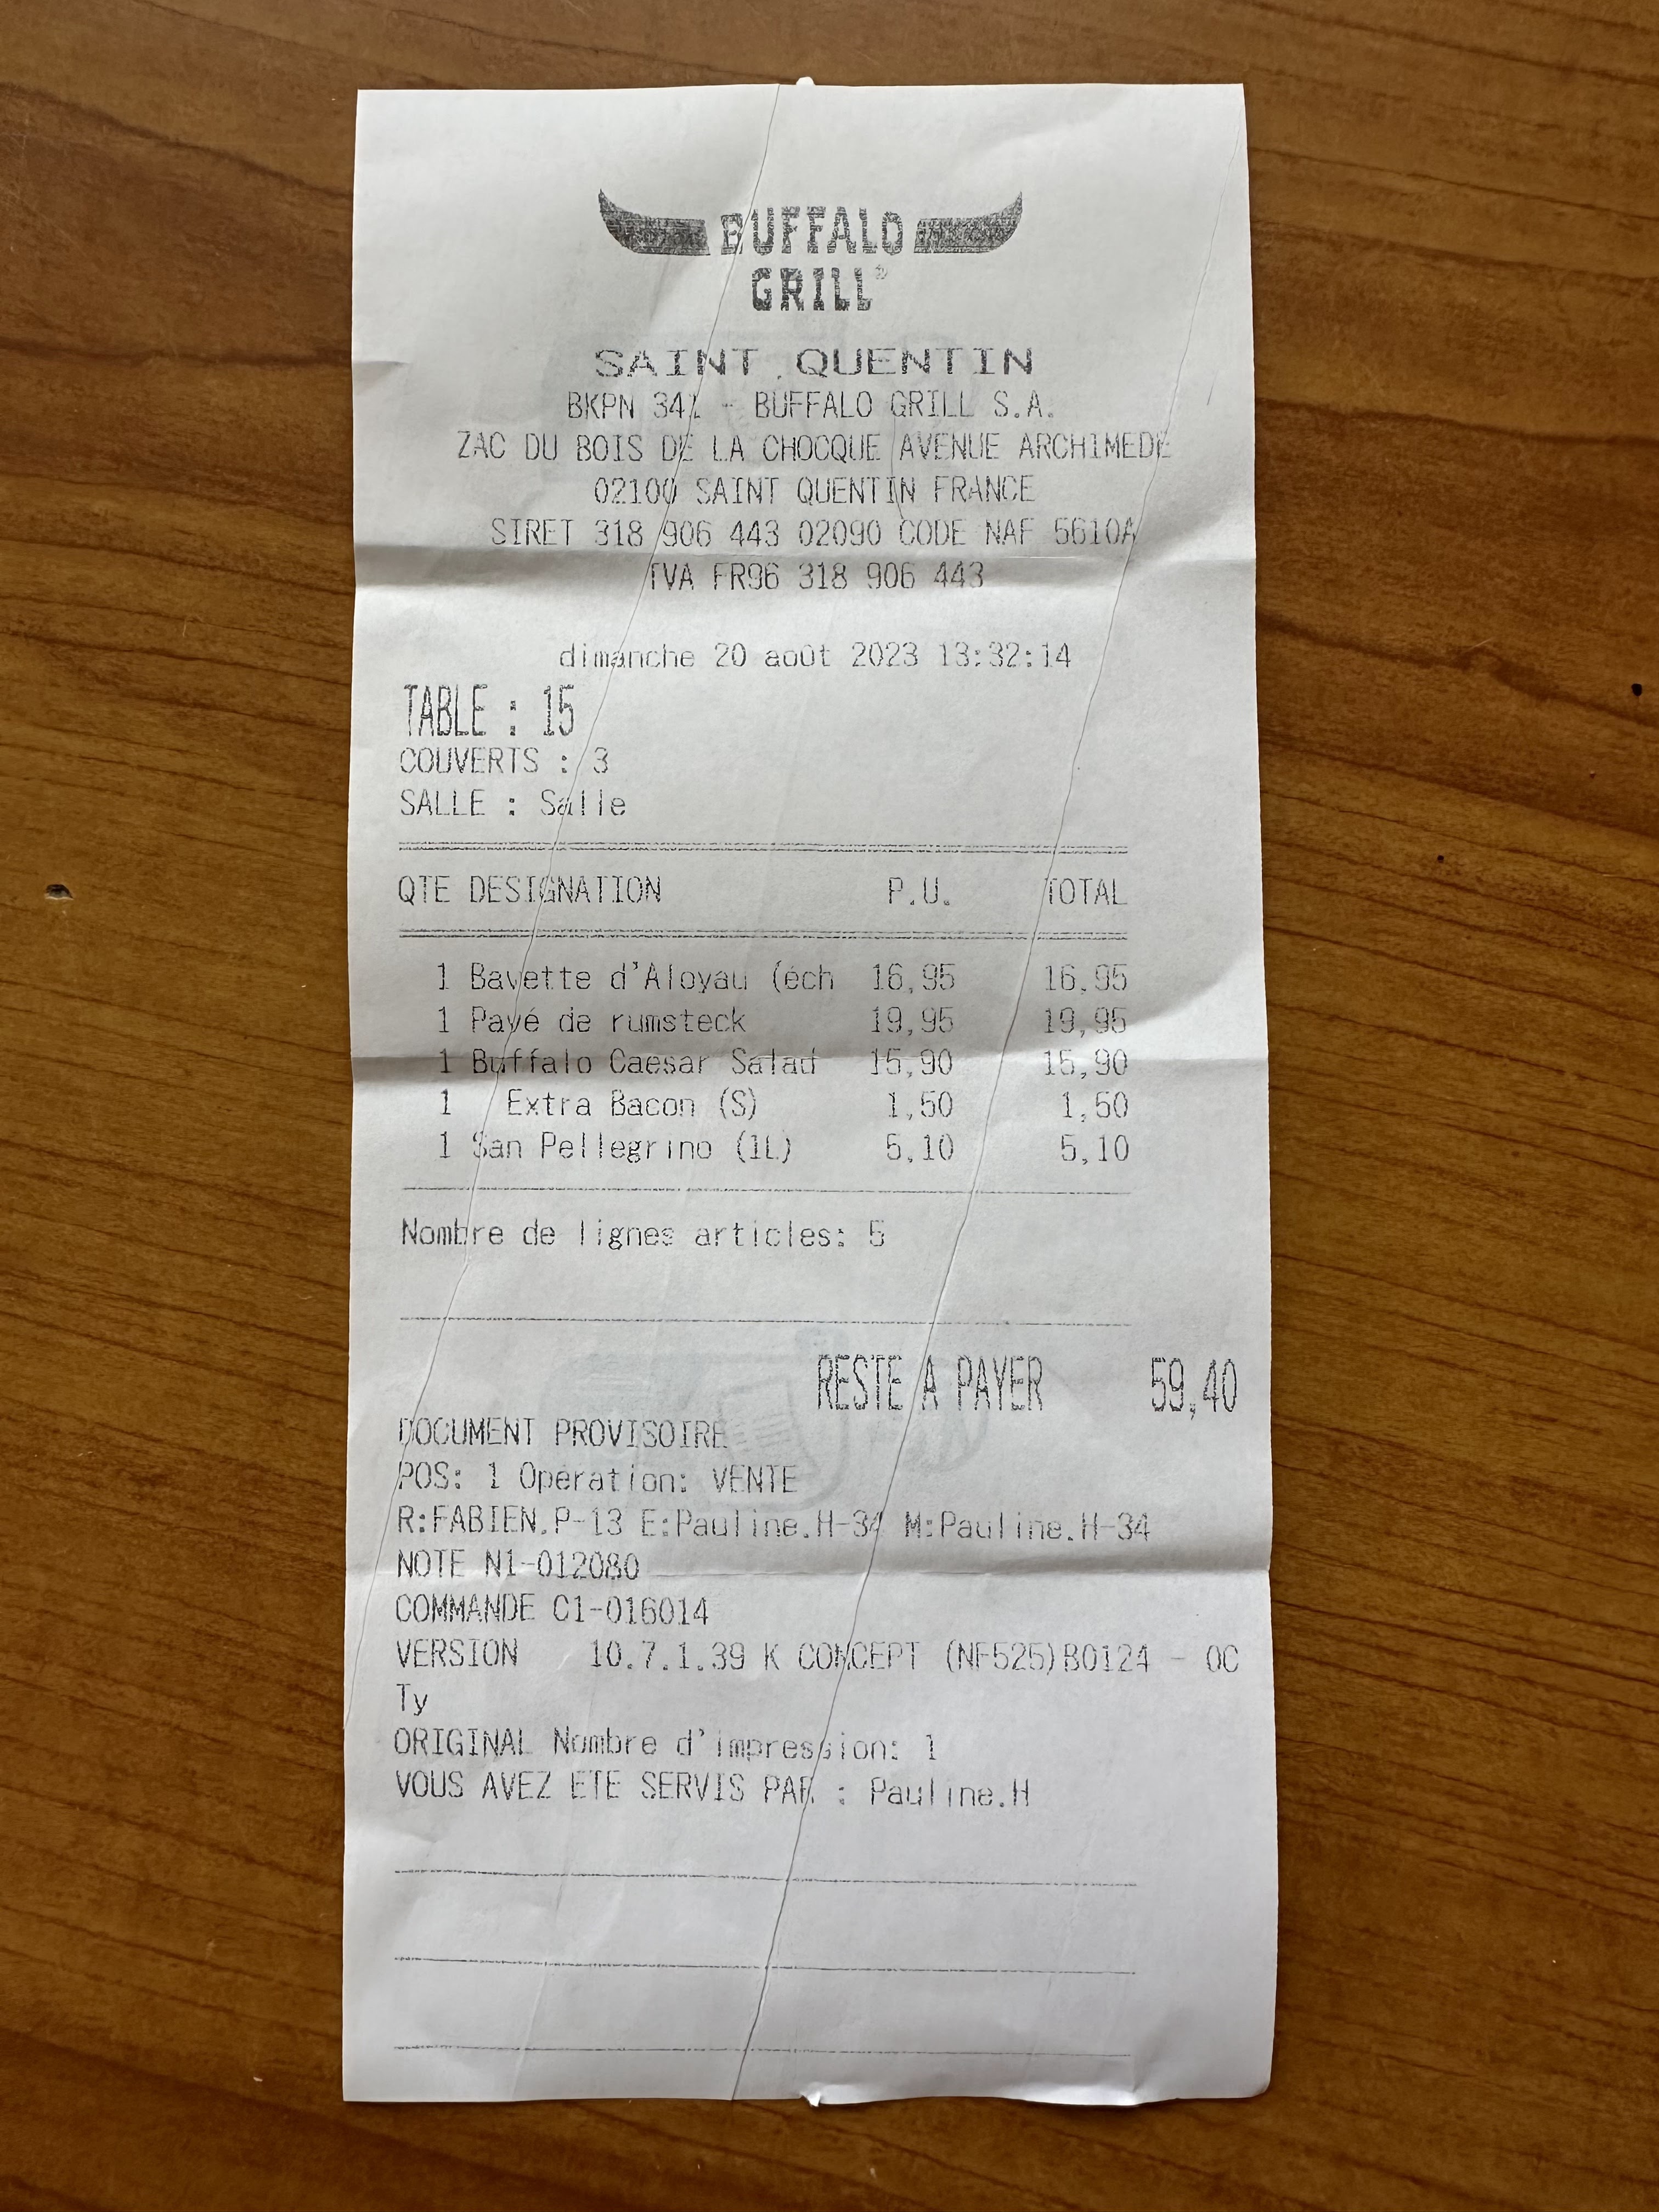 BUFFALO
GRILL®
SAINT QUENTIN
BKPN 341 - BUFFALO GRILL S.A.
ZAC DU BOIS DE LA CHOCQUE AVENUE ARCHIMEDE
02100 SAINT QUENTIN FRANCE
SIRET 318 906 443 02090 CODE NAF 5610A
TVA FR96 318 906 443
dimanche 20 août 2023 13:32:14
TABLE : 15
COUVERTS : 3
SALLE : Salle
QTE DESIGNATION P.U. TOTAL
1 Bavette d'Aloyau (éch 16,95 16,95
1 Pavé de rumsteck 19,95 19,95
1 Buffalo Caesar Salad 15,90 15,90
1 Extra Bacon (S) 1,50 1,50
1 San Pellegrino (1L) 5,10 5,10
Nombre de lignes articles: 5
RESTE A PAYER 59,40
DOCUMENT PROVISOIRE
POS: 1 Opération: VENTE
R:FABIEN.P-13 E:Pauline.H-34 M:Pauline.H-34
NOTE N1-012080
COMMANDE C1-016014
VERSION 10.7.1.39 K CONCEPT (NF525)B0124 - OC
Ty
ORIGINAL Nombre d'impression: 1
VOUS AVEZ ETE SERVIS PAR : Pauline.H